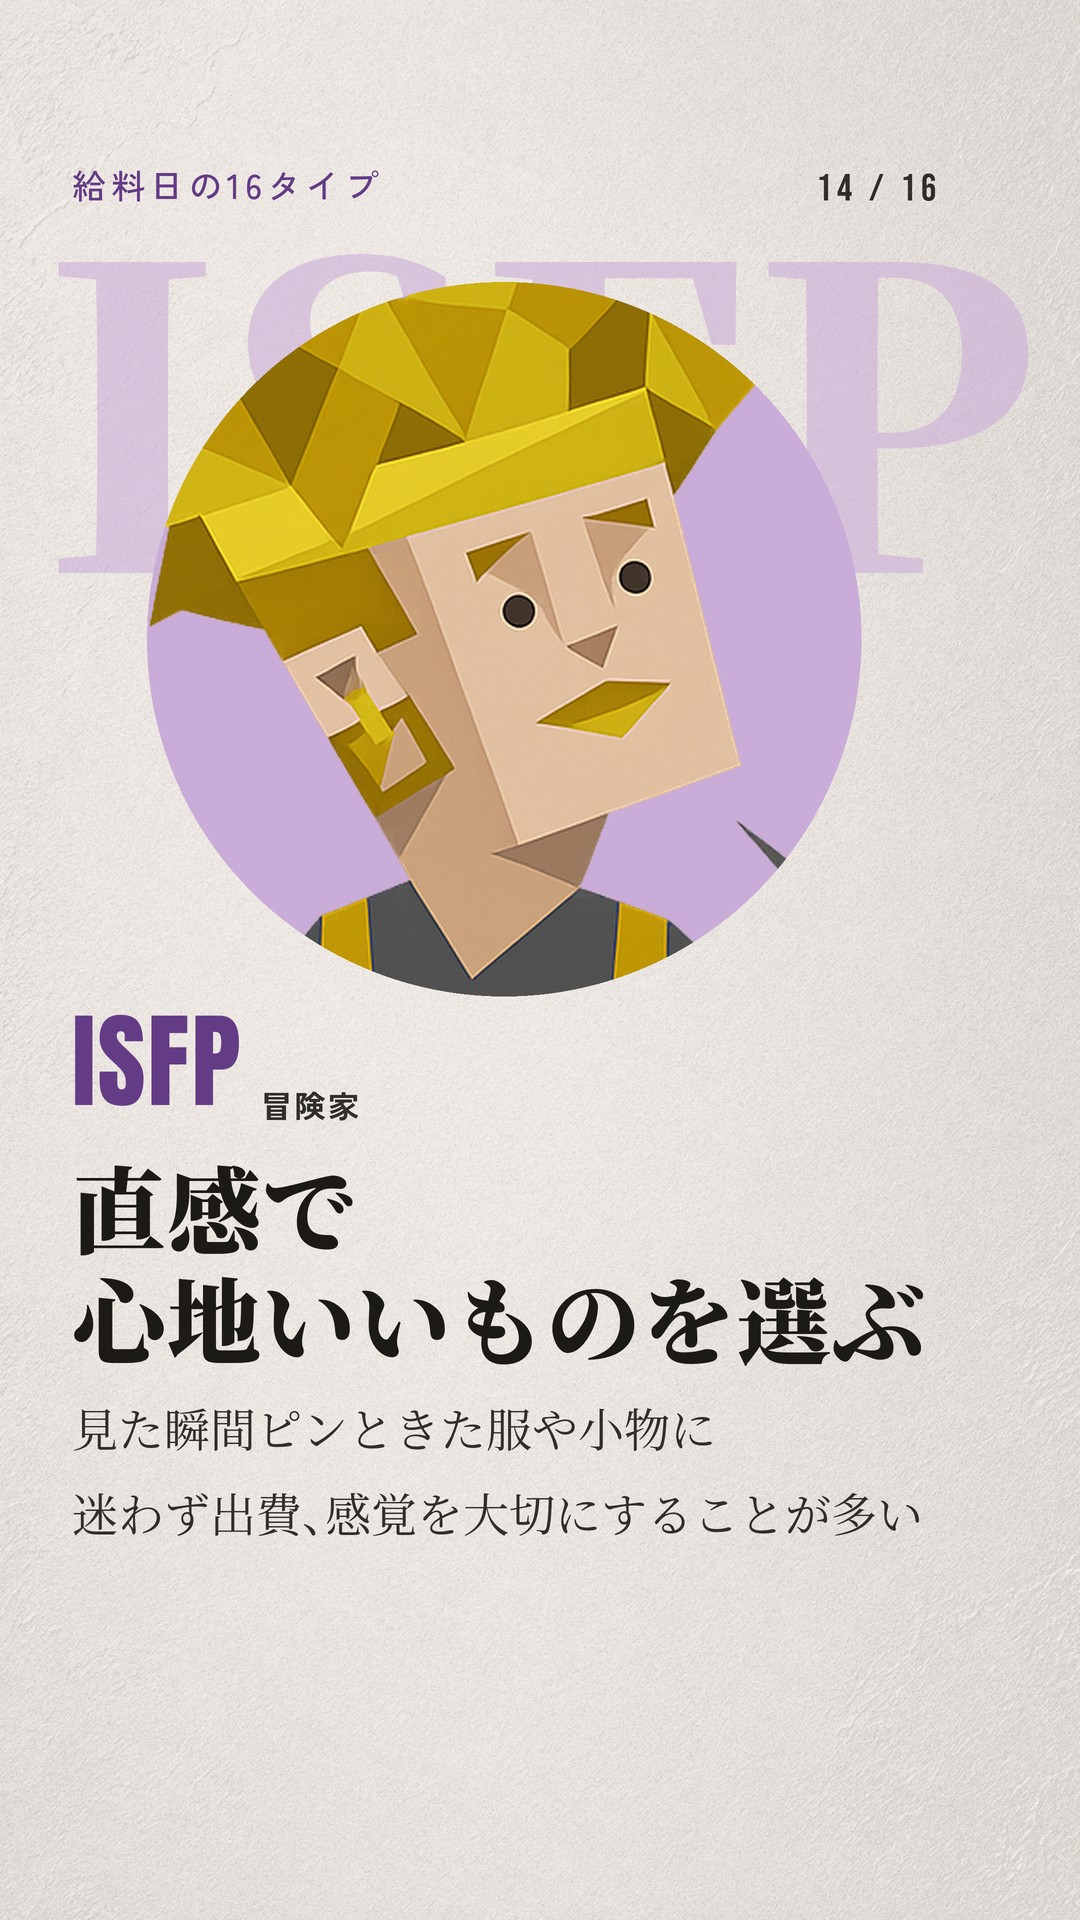 給料日の16タイプ
14 / 16
ISFP
ISFP
冒険家
直感で
心地いいものを選ぶ
見た瞬間ピンときた服や小物に
迷わず出費、感覚を大切にすることが多い